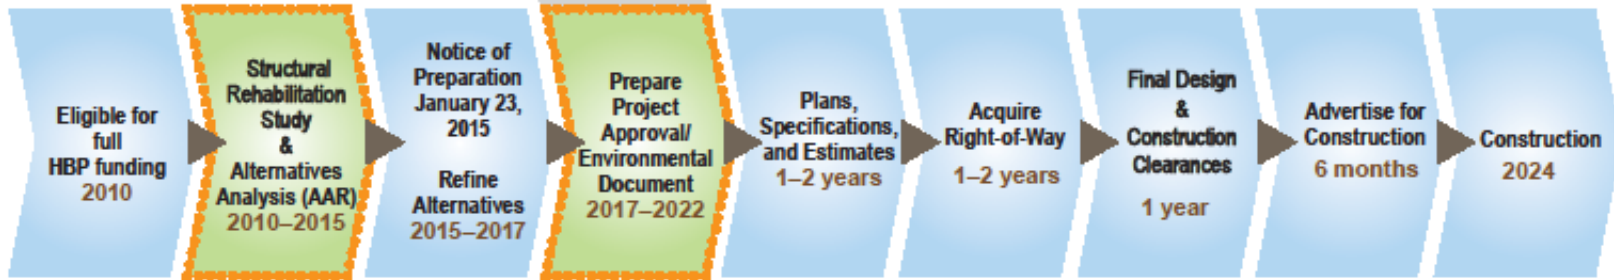 Eligible for
full
HBP funding
2010
Structural
Rehabilitation
Study
&
Alternatives
Analysis (AAR)
2010–2015
Notice of
Preparation
January 23,
2015
Refine
Alternatives
2015–2017
Prepare
Project
Approval/
Environmental
Document
2017–2022
Plans,
Specifications,
and Estimates
1–2 years
Acquire
Right-of-Way
1–2 years
Final Design
&
Construction
Clearances
1 year
Advertise for
Construction
6 months
Construction
2024